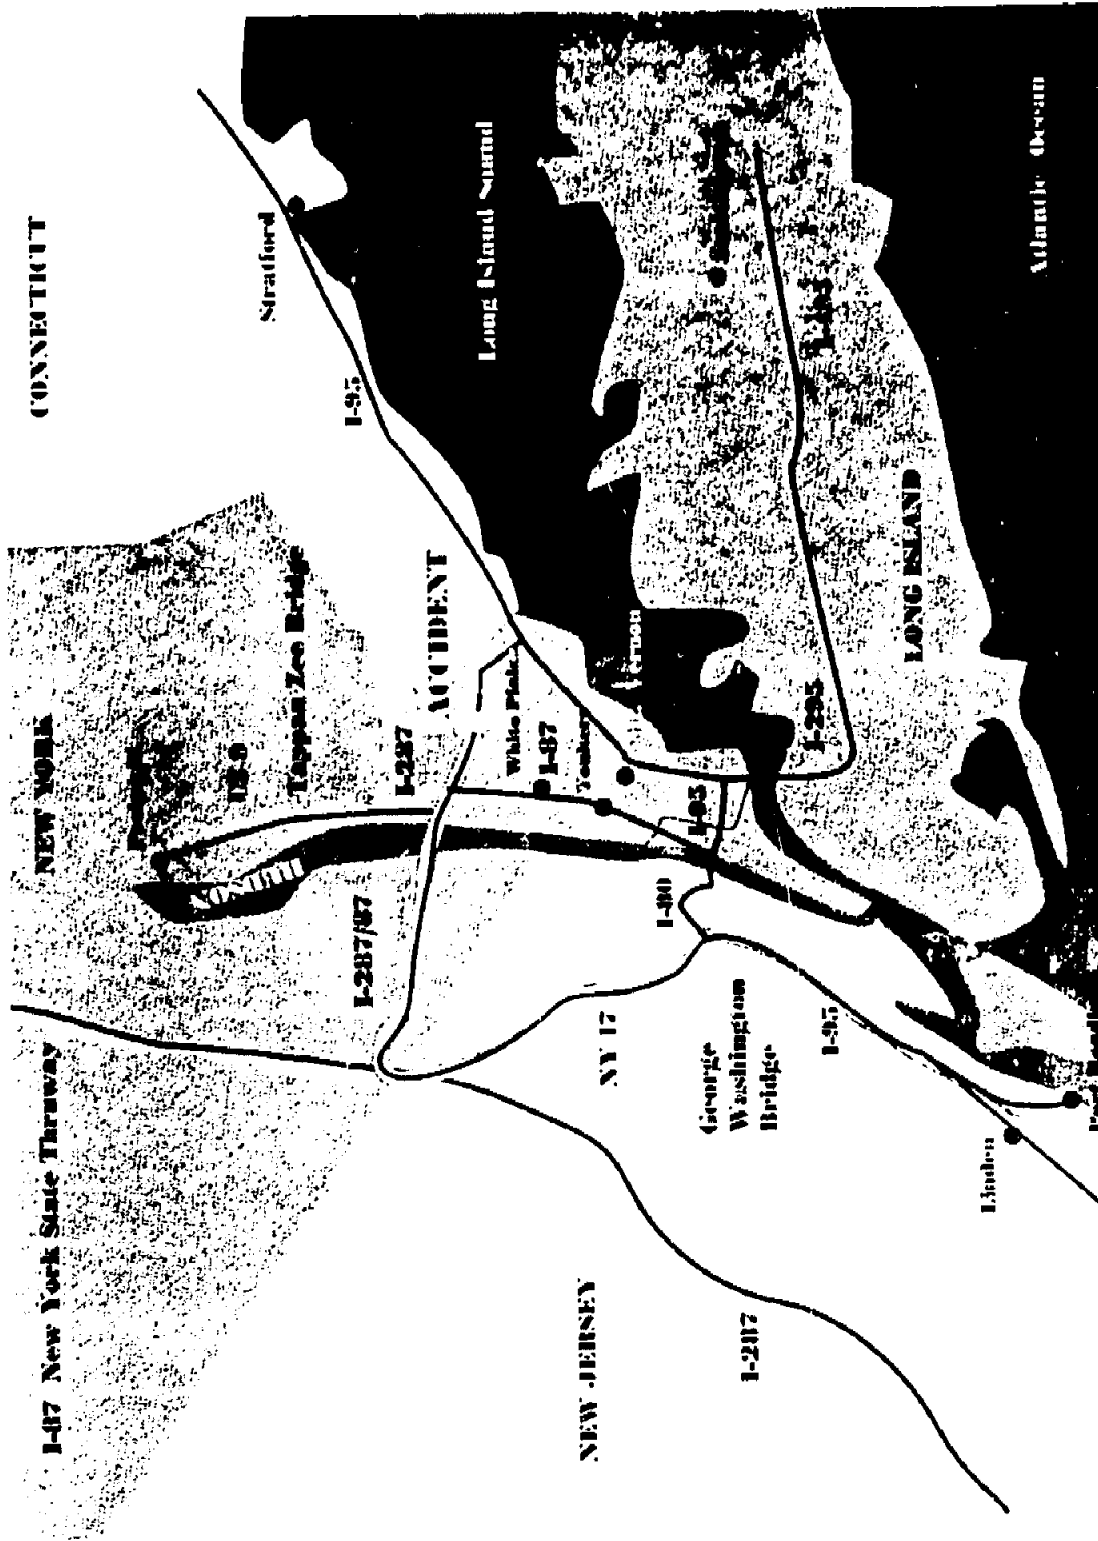 CONNECTICUT
Stratford
I-95
Long Island Sound
Atlantic Ocean
I-495
LONG ISLAND
NEW YORK
Tappan Zee Bridge
ACCIDENT
I-287
White Plains
I-87
Yonkers
I-295
I-95
HUDSON
I-287/87
I-80
I-87 New York State Thruway
NY 17
George
Washington
Bridge
I-95
Linden
NEW JERSEY
I-287